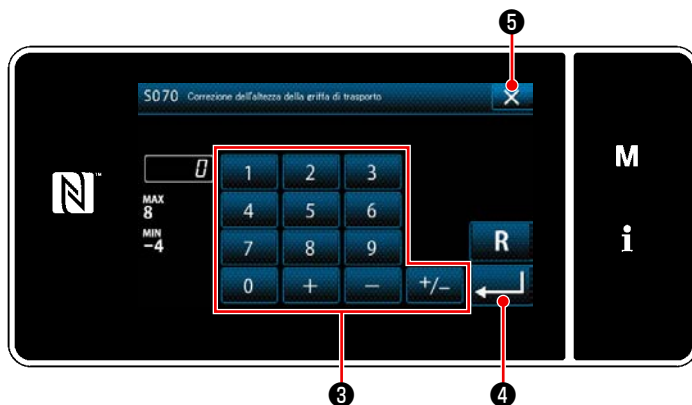 ❺
S070 Correzione dell'altezza della griffa di trasporto
X
0
MAX
8
MIN
-4
1 2 3
4 5 6
7 8 9
0 + − +/−
R
N™
M
i
❸
❹